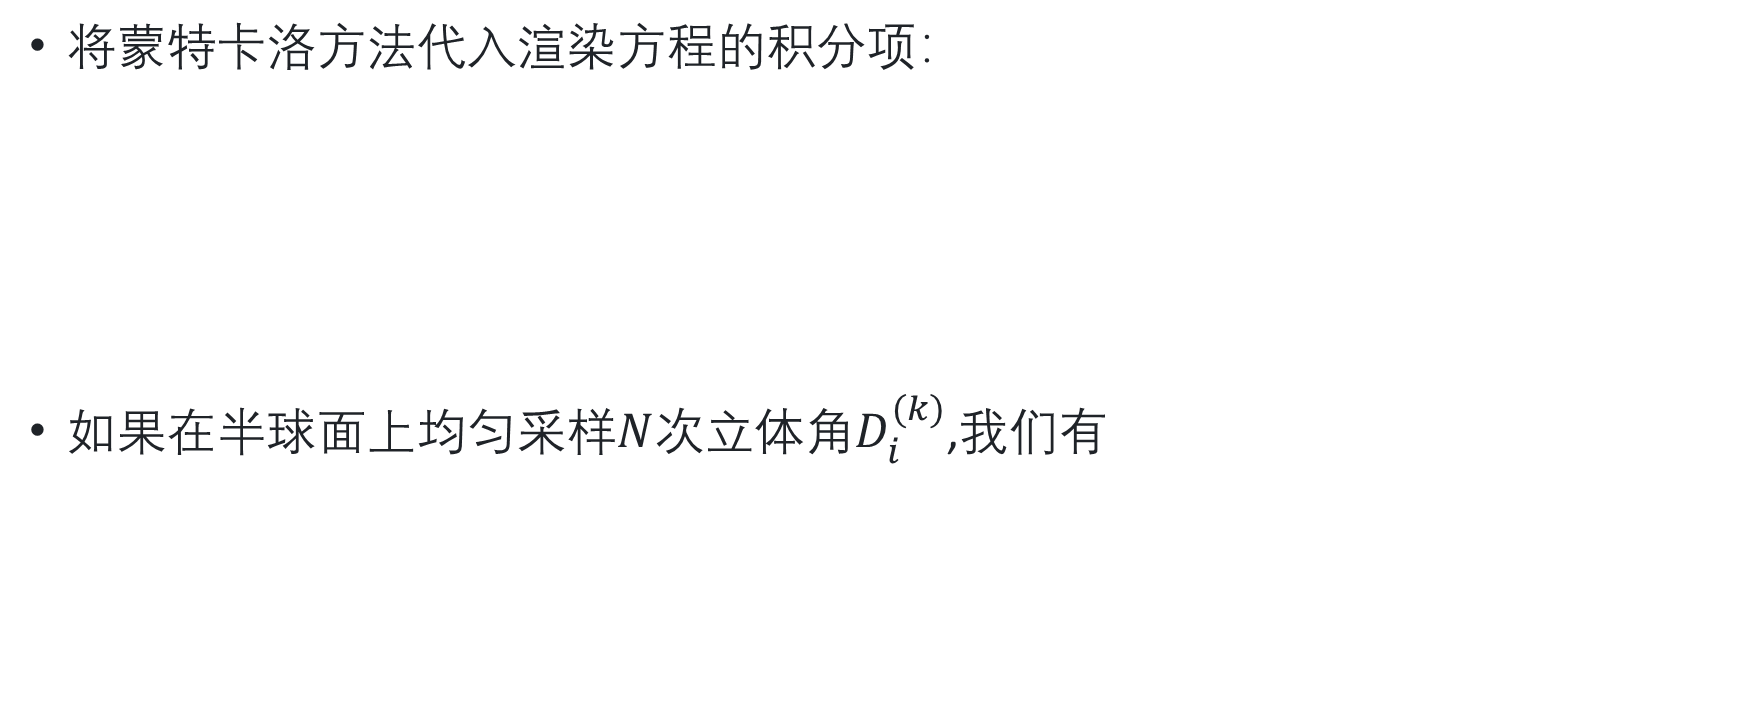 • 将蒙特卡洛方法代入渲染方程的积分项:
• 如果在半球面上均匀采样N次立体角D_i^(k),我们有